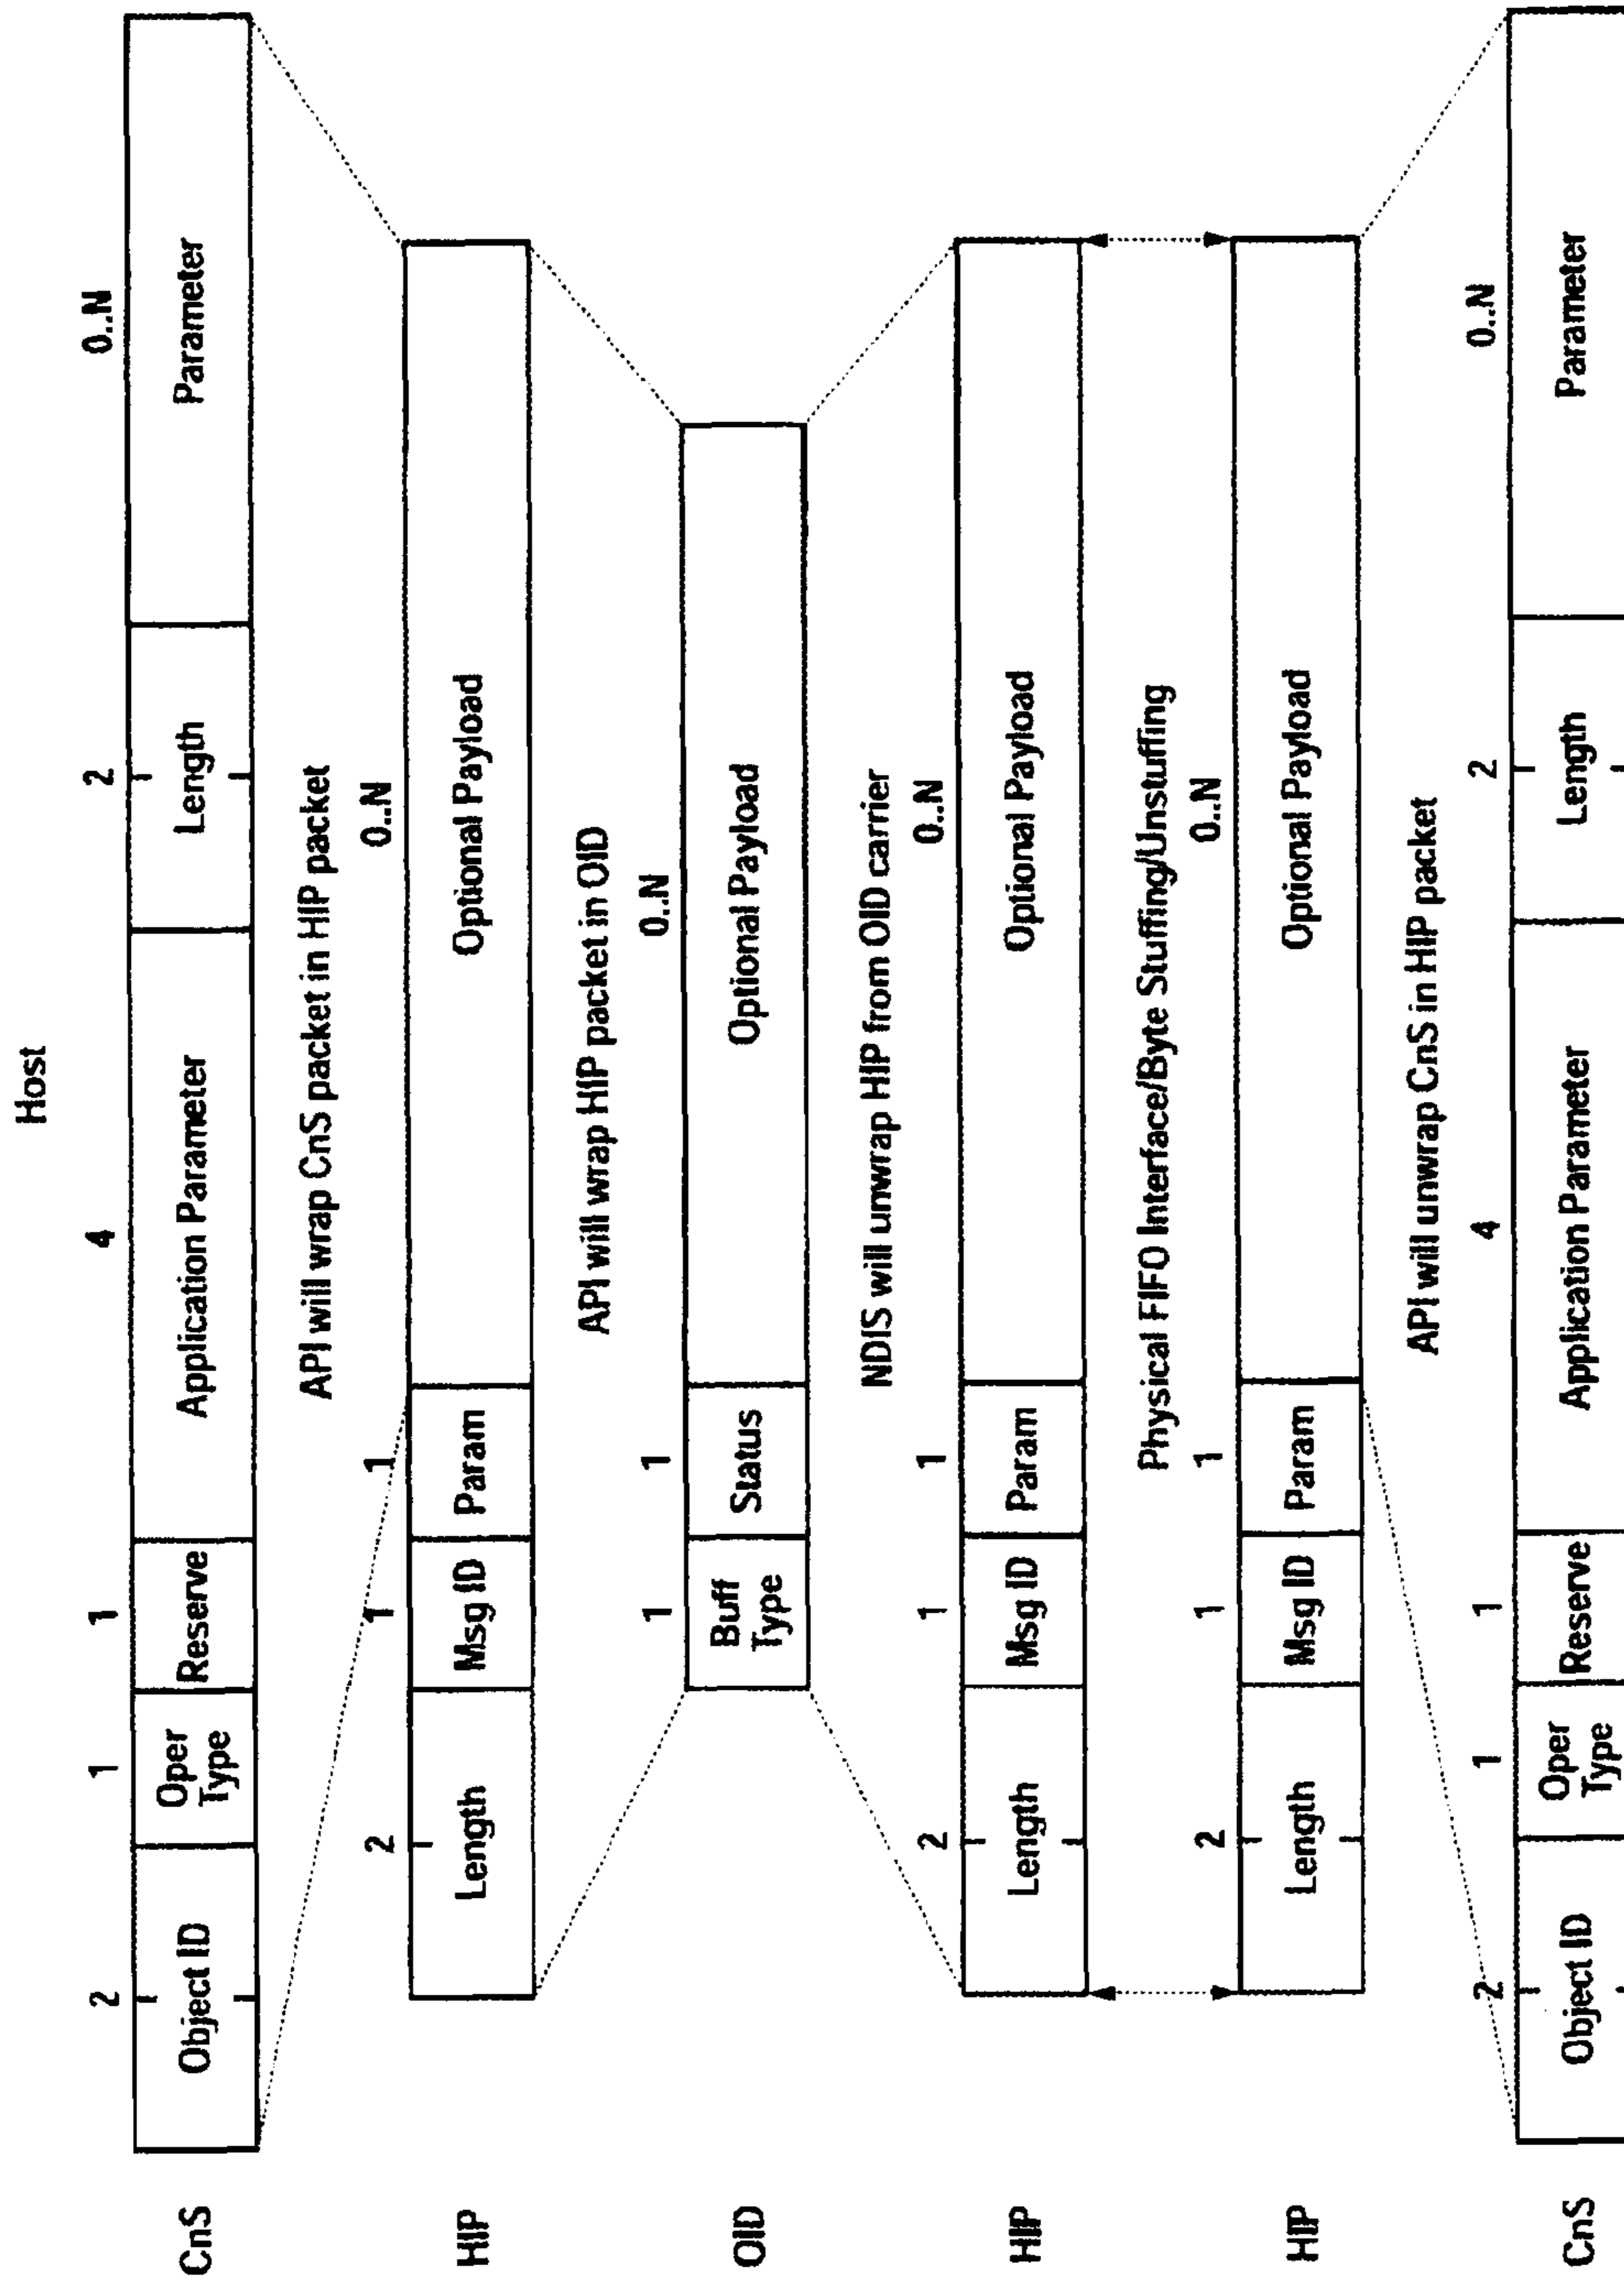 Host
2 1 1 4 2 0..N
CnS Object ID Oper Type Reserve Application Parameter Length Parameter
API will wrap CnS packet in HIP packet
2 1 1 0..N
HIP Length Msg ID Param Optional Payload
API will wrap HIP packet in OID
1 1 0..N
OID Buff Type Status Optional Payload
NDIS will unwrap HIP from OID carrier
2 1 1 0..N
HIP Length Msg ID Param Optional Payload
Physical FIFO Interface/Byte Stuffing/Unstuffing
2 1 1 0..N
HIP Length Msg ID Param Optional Payload
API will unwrap CnS in HIP packet
2 1 1 4 2 0..N
CnS Object ID Oper Type Reserve Application Parameter Length Parameter